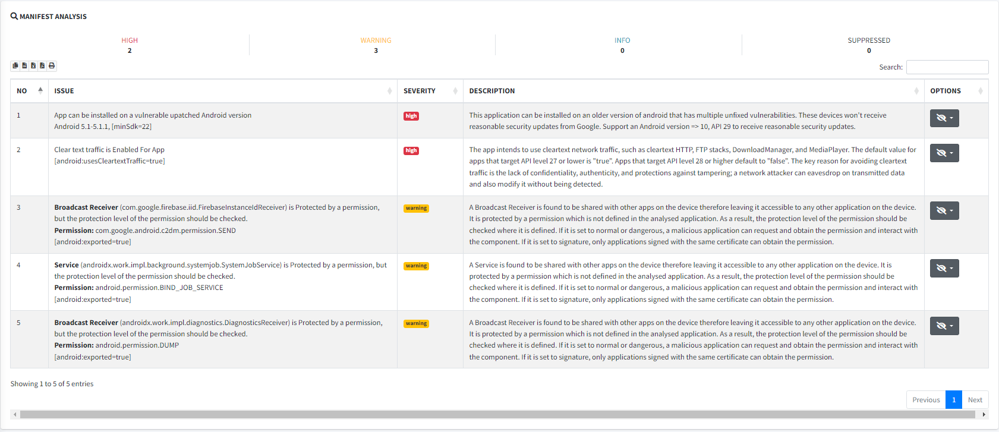 MANIFEST ANALYSIS
HIGH
2
WARNING
3
INFO
0
SUPPRESSED
0
Search:
NO ISSUE SEVERITY DESCRIPTION OPTIONS
1
App can be installed on a vulnerable upatched Android version
Android 5.1-5.1.1, [minSdk=22]
high
This application can be installed on an older version of android that has multiple unfixed vulnerabilities. These devices won't receive
reasonable security updates from Google. Support an Android version => 10, API 29 to receive reasonable security updates.
2
Clear text traffic is Enabled For App
[android:usesCleartextTraffic=true]
high
The app intends to use cleartext network traffic, such as cleartext HTTP, FTP stacks, DownloadManager, and MediaPlayer. The default value for
apps that target API level 27 or lower is "true". Apps that target API level 28 or higher default to "false". The key reason for avoiding cleartext
traffic is the lack of confidentiality, authenticity, and protections against tampering; a network attacker can eavesdrop on transmitted data
and also modify it without being detected.
3
Broadcast Receiver (com.google.firebase.iid.FirebaseInstanceIdReceiver) is Protected by a permission,
but the protection level of the permission should be checked.
Permission: com.google.android.c2dm.permission.SEND
[android:exported=true]
warning
A Broadcast Receiver is found to be shared with other apps on the device therefore leaving it accessible to any other application on the device.
It is protected by a permission which is not defined in the analysed application. As a result, the protection level of the permission should be
checked where it is defined. If it is set to normal or dangerous, a malicious application can request and obtain the permission and interact with
the component. If it is set to signature, only applications signed with the same certificate can obtain the permission.
4
Service (androidx.work.impl.background.systemjob.SystemJobService) is Protected by a permission, but
the protection level of the permission should be checked.
Permission: android.permission.BIND_JOB_SERVICE
[android:exported=true]
warning
A Service is found to be shared with other apps on the device therefore leaving it accessible to any other application on the device. It is
protected by a permission which is not defined in the analysed application. As a result, the protection level of the permission should be
checked where it is defined. If it is set to normal or dangerous, a malicious application can request and obtain the permission and interact with
the component. If it is set to signature, only applications signed with the same certificate can obtain the permission.
5
Broadcast Receiver (androidx.work.impl.diagnostics.DiagnosticsReceiver) is Protected by a permission,
but the protection level of the permission should be checked.
Permission: android.permission.DUMP
[android:exported=true]
warning
A Broadcast Receiver is found to be shared with other apps on the device therefore leaving it accessible to any other application on the device.
It is protected by a permission which is not defined in the analysed application. As a result, the protection level of the permission should be
checked where it is defined. If it is set to normal or dangerous, a malicious application can request and obtain the permission and interact with
the component. If it is set to signature, only applications signed with the same certificate can obtain the permission.
Showing 1 to 5 of 5 entries
Previous 1 Next